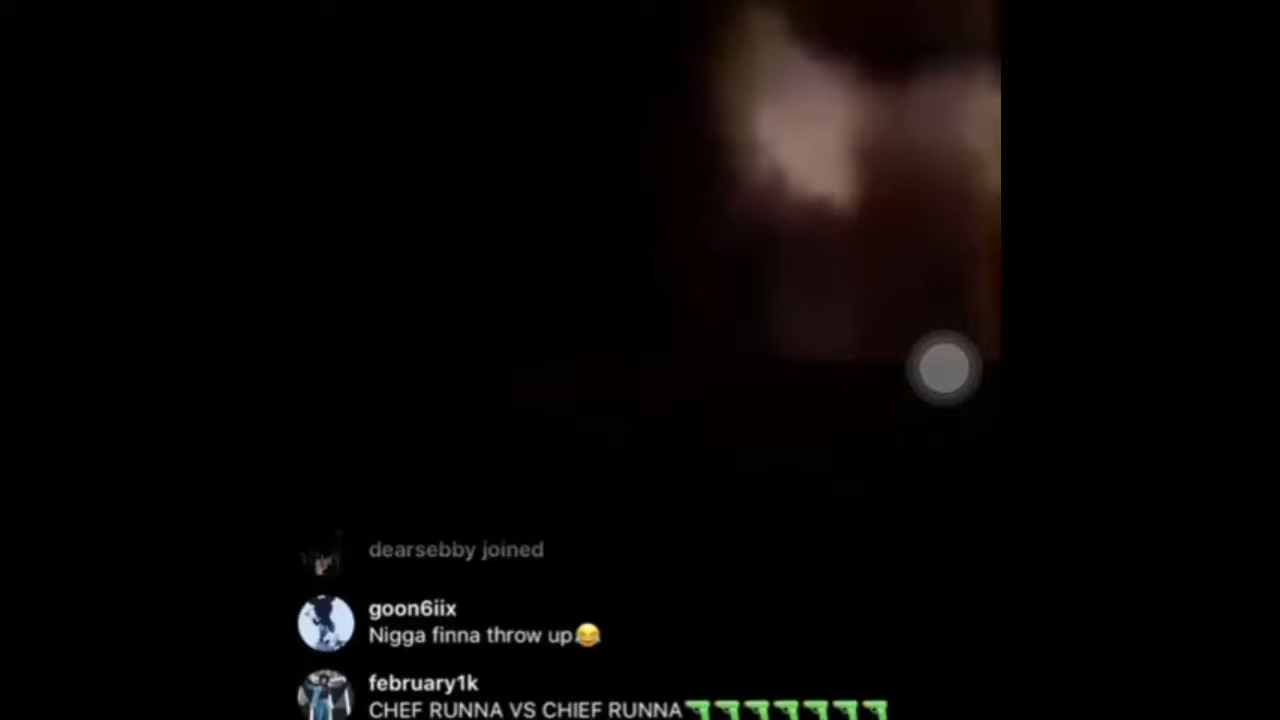 dearsebby joined
goon6iix
Nigga finna throw up😂
february1k
CHEF RUNNA VS CHIEF RUNNA🔫🔫🔫🔫🔫🔫🔫